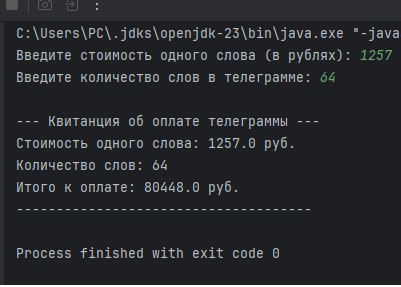 :
C:\Users\PC\.jdks\openjdk-23\bin\java.exe "-java
Введите стоимость одного слова (в рублях): 1257
Введите количество слов в телеграмме: 64
--- Квитанция об оплате телеграммы ---
Стоимость одного слова: 1257.0 руб.
Количество слов: 64
Итого к оплате: 80448.0 руб.
------------------------------------
Process finished with exit code 0